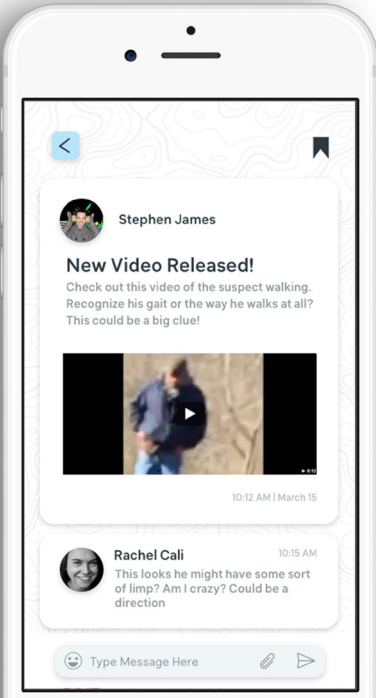 Stephen James
New Video Released!
Check out this video of the suspect walking.
Recognize his gait or the way he walks at all?
This could be a big clue!
0:12
10:12 AM | March 15
Rachel Cali
10:15 AM
This looks he might have some sort
of limp? Am I crazy? Could be a
direction
Type Message Here